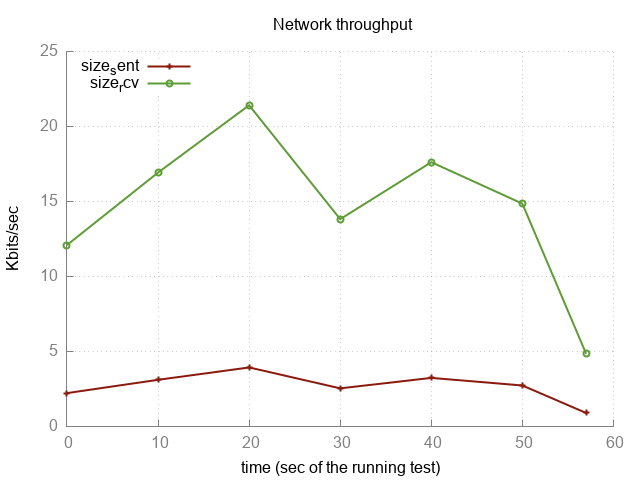 Network throughput
25
20
15
10
5
0
size_sent
size_rcv
Kbits/sec
0 10 20 30 40 50 60
time (sec of the running test)